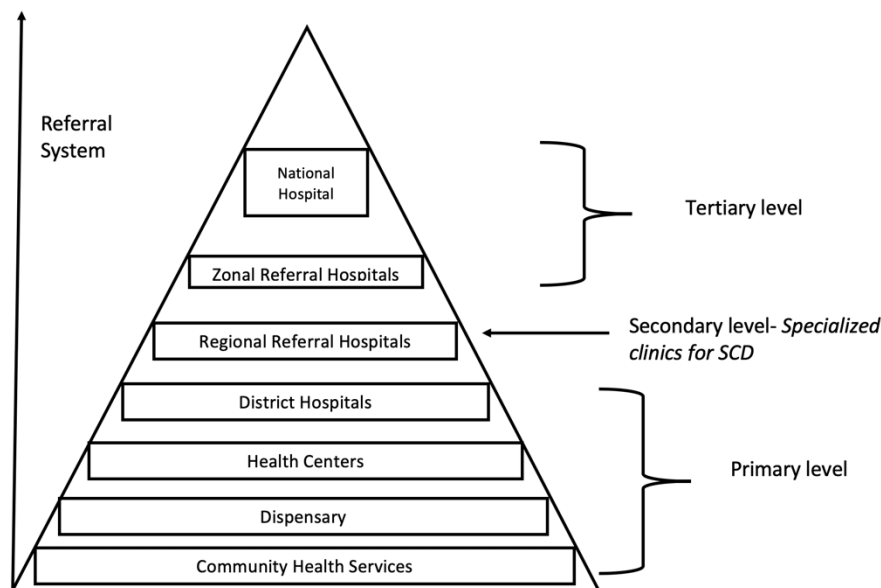 Referral
System
National
Hospital
Tertiary level
Zonal Referral Hospitals
Secondary level- Specialized
clinics for SCD
Regional Referral Hospitals
District Hospitals
Health Centers
Primary level
Dispensary
Community Health Services